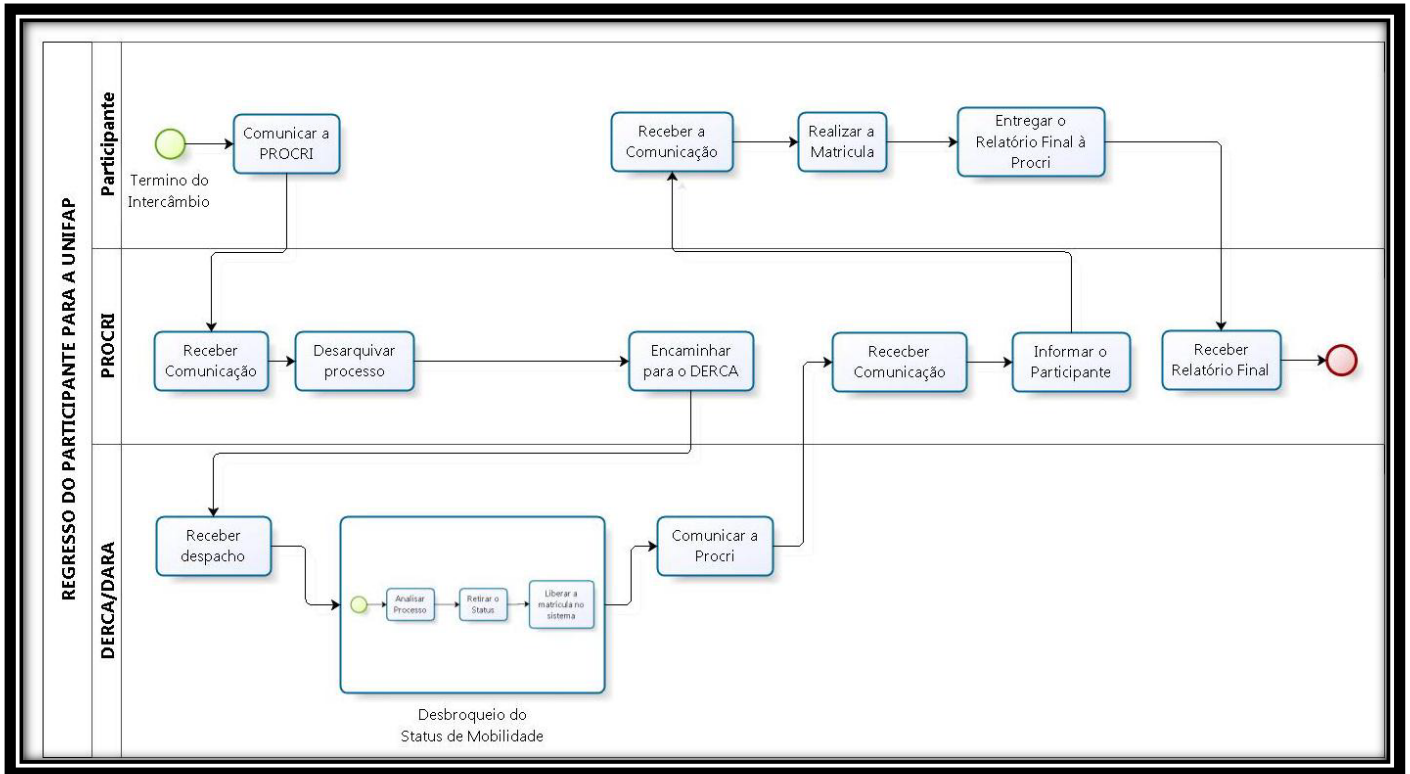 REGRESSO DO PARTICIPANTE PARA A UNIFAP
Participante
Termino do
Intercâmbio
Comunicar a
PROCRI
Receber a
Comunicação
Realizar a
Matricula
Entregar o
Relatório Final à
Procri
PROCRI
Receber
Comunicação
Desarquivar
processo
Encaminhar
para o DERCA
Rececber
Comunicação
Informar o
Participante
Receber
Relatório Final
DERCA/DARA
Receber
despacho
Analisar
Processo
Retirar o
Status
Liberar a
matricula no
sistema
Desbroqueio do
Status de Mobilidade
Comunicar a
Procri